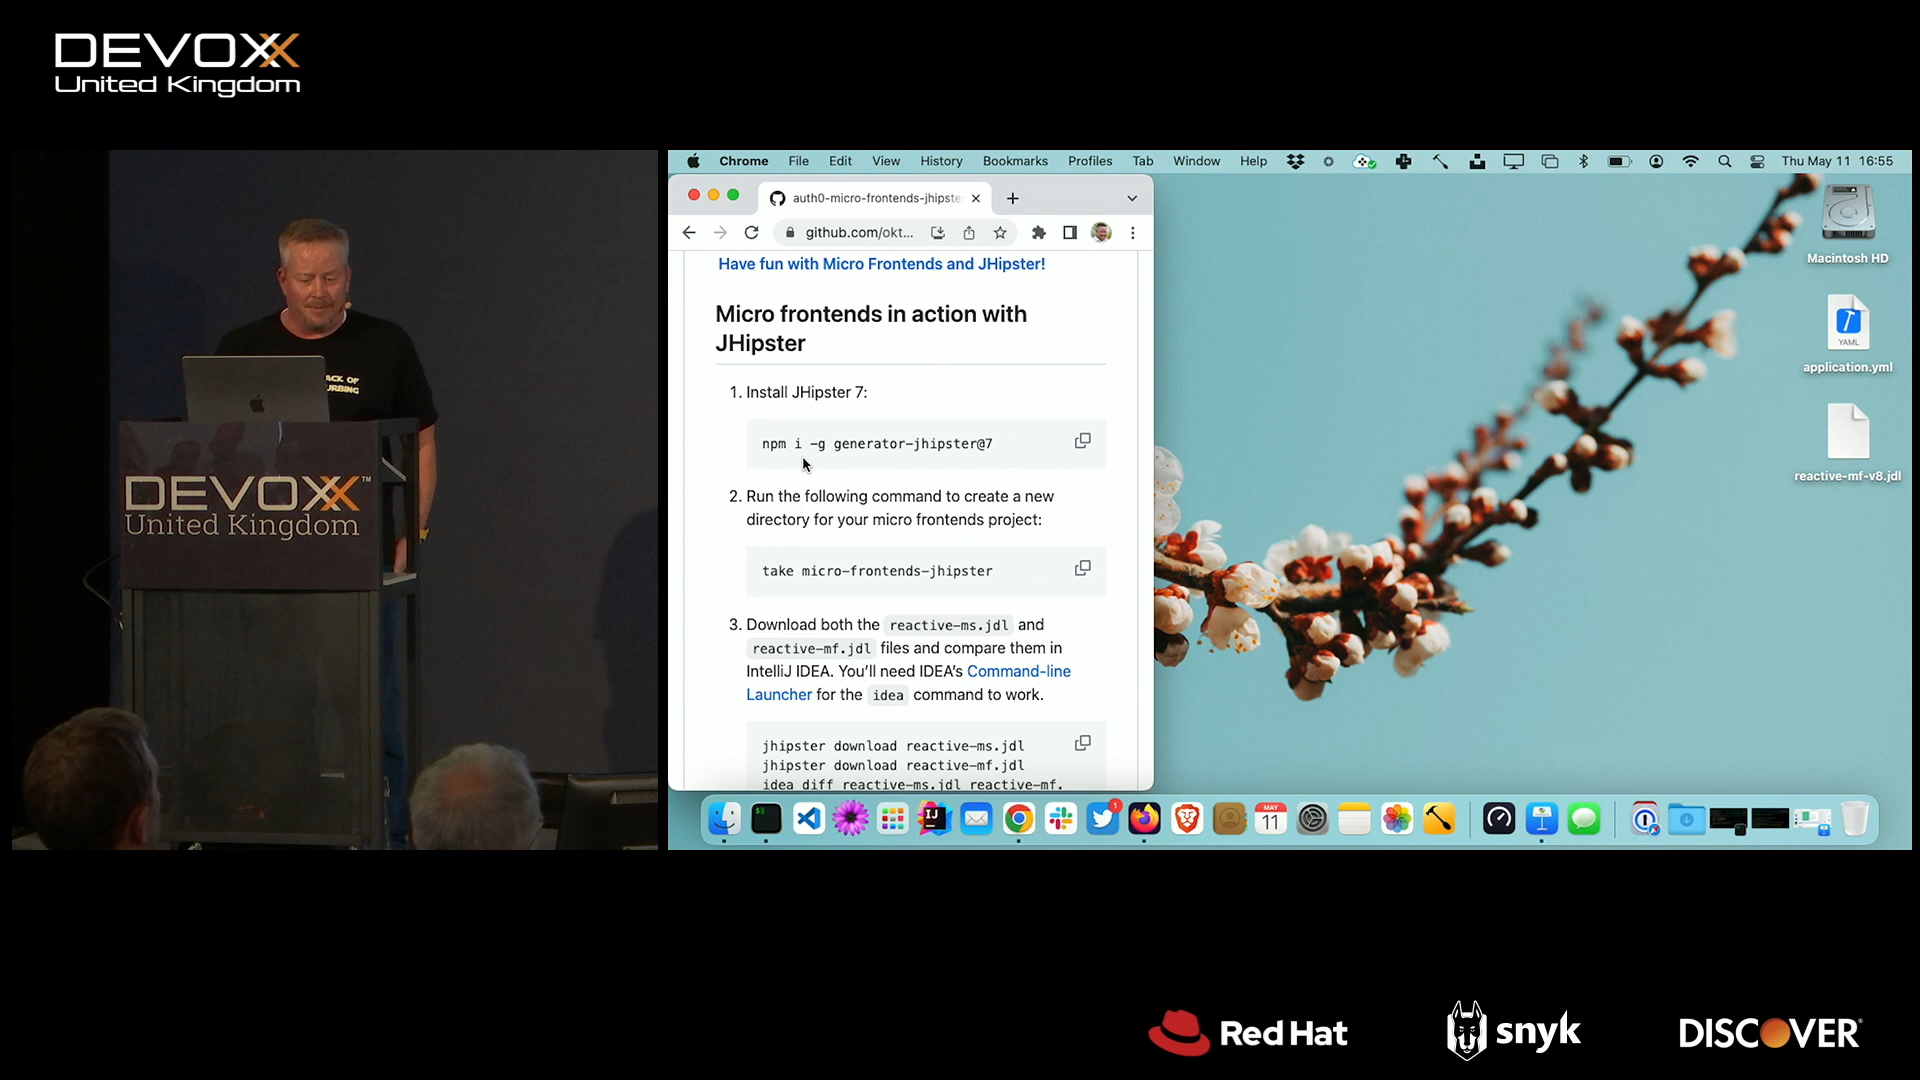 DEVOXX
United Kingdom
DEVOXX™
United Kingdom
Chrome File Edit View History Bookmarks Profiles Tab Window Help Thu May 11 16:55
auth0-micro-frontends-jhipste
github.com/okt...
Have fun with Micro Frontends and JHipster!
Micro frontends in action with
JHipster
1. Install JHipster 7:
npm i -g generator-jhipster@7
2. Run the following command to create a new
directory for your micro frontends project:
take micro-frontends-jhipster
3. Download both the reactive-ms.jdl and
reactive-mf.jdl files and compare them in
IntelliJ IDEA. You'll need IDEA's Command-line
Launcher for the idea command to work.
jhipster download reactive-ms.jdl
jhipster download reactive-mf.jdl
idea diff reactive-ms.jdl reactive-mf.
Macintosh HD
YAML
application.yml
reactive-mf-v8.jdl
IJ
1
MAY
11
Red Hat
snyk
DISCOVER